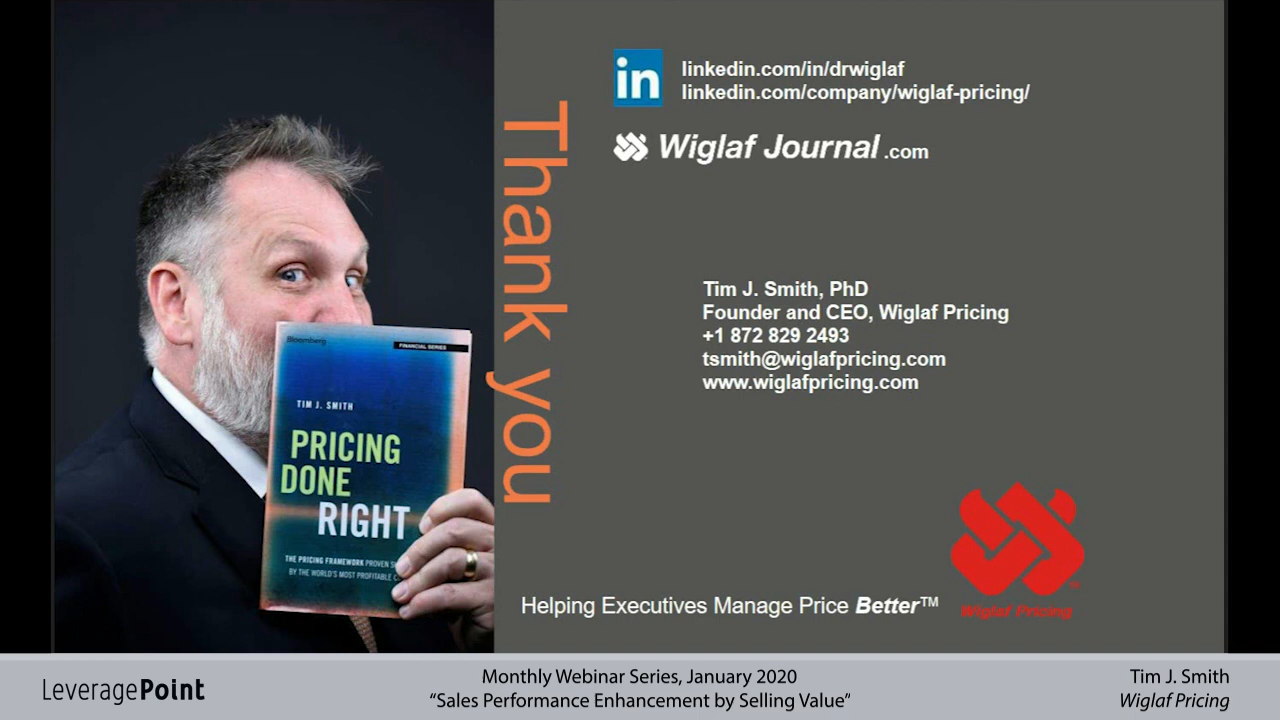 linkedin.com/in/drwiglaf
linkedin.com/company/wiglaf-pricing/
in
Wiglaf Journal.com
Thank you
Tim J. Smith, PhD
Founder and CEO, Wiglaf Pricing
+1 872 829 2493
tsmith@wiglafpricing.com
www.wiglafpricing.com
Bloomberg
FINANCIAL SERIES
TIM J. SMITH
PRICING
DONE
RIGHT
THE PRICING FRAMEWORK PROVEN
BY THE WORLD'S MOST PROFITABLE
Helping Executives Manage Price Better™
Wiglaf Pricing
LeveragePoint
Monthly Webinar Series, January 2020
“Sales Performance Enhancement by Selling Value”
Tim J. Smith
Wiglaf Pricing